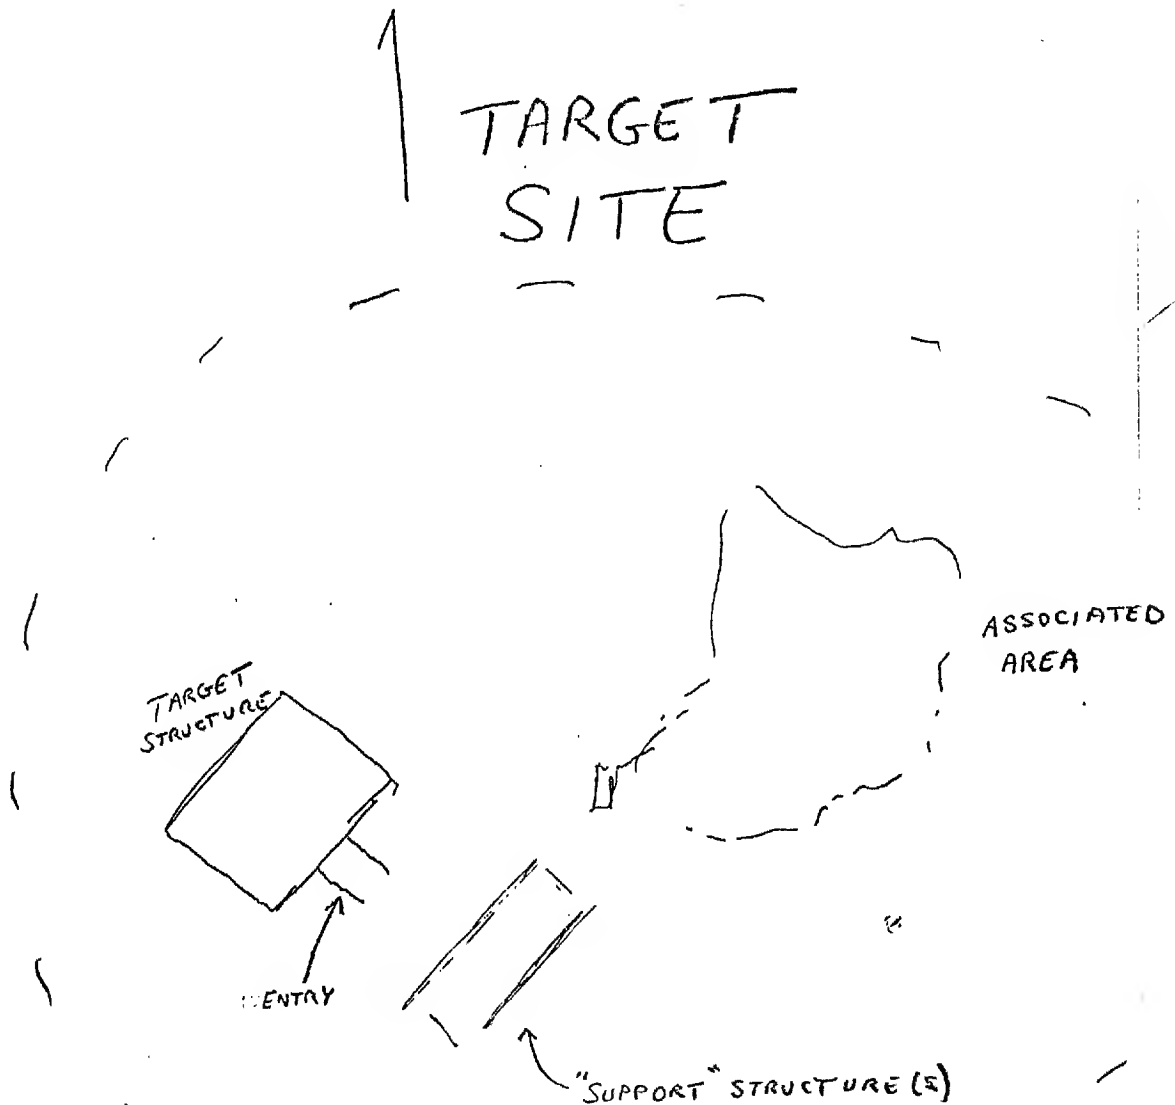 TARGET
SITE
ASSOCIATED
AREA
TARGET
STRUCTURE
ENTRY
"SUPPORT" STRUCTURE (S)